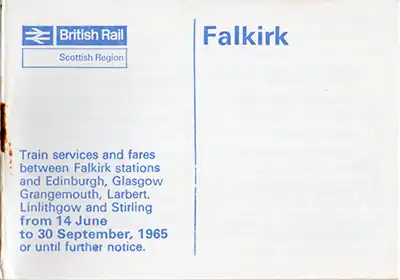 British Rail
Scottish Region
Falkirk
Train services and fares
between Falkirk stations
and Edinburgh, Glasgow
Grangemouth, Larbert,
Linlithgow and Stirling
from 14 June
to 30 September, 1965
or until further notice.